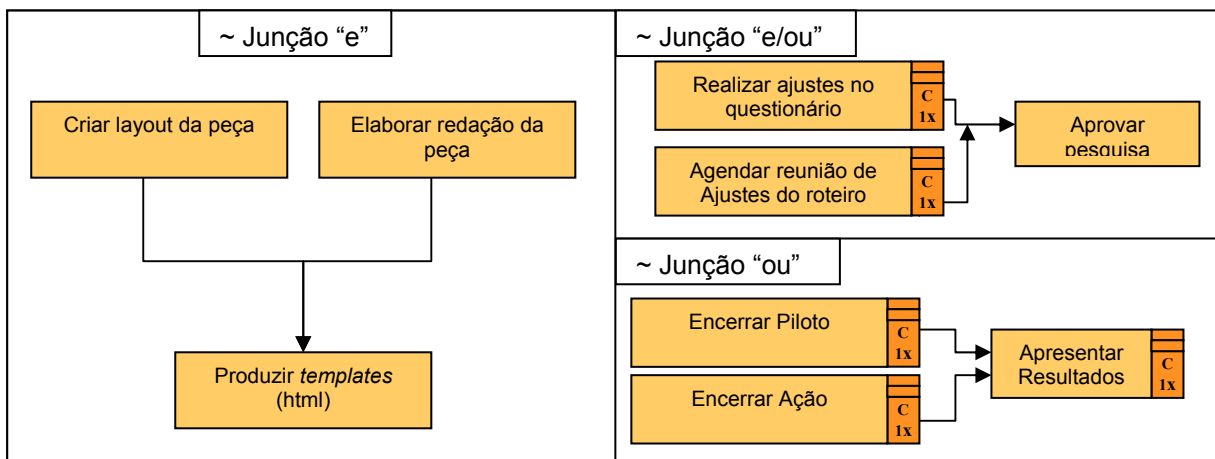 ~ Junção “e”
Criar layout da peça
Elaborar redação da
peça
Produzir templates
(html)
~ Junção “e/ou”
Realizar ajustes no
questionário
C
1x
Agendar reunião de
Ajustes do roteiro
C
1x
Aprovar
pesquisa
~ Junção “ou”
Encerrar Piloto
C
1x
Encerrar Ação
C
1x
Apresentar
Resultados
C
1x